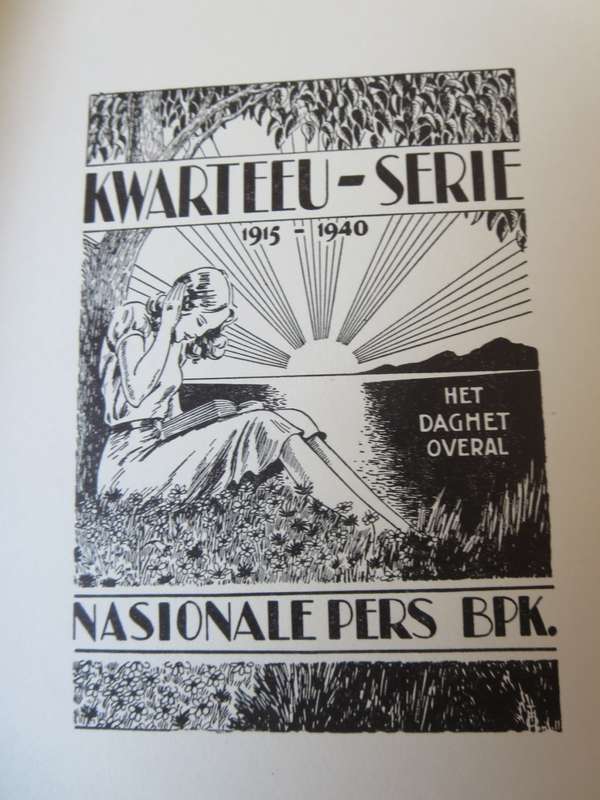 KWARTEEU - SERIE
1915 - 1940
HET
DAGHET
OVERAL
NASIONALE PERS BPK.